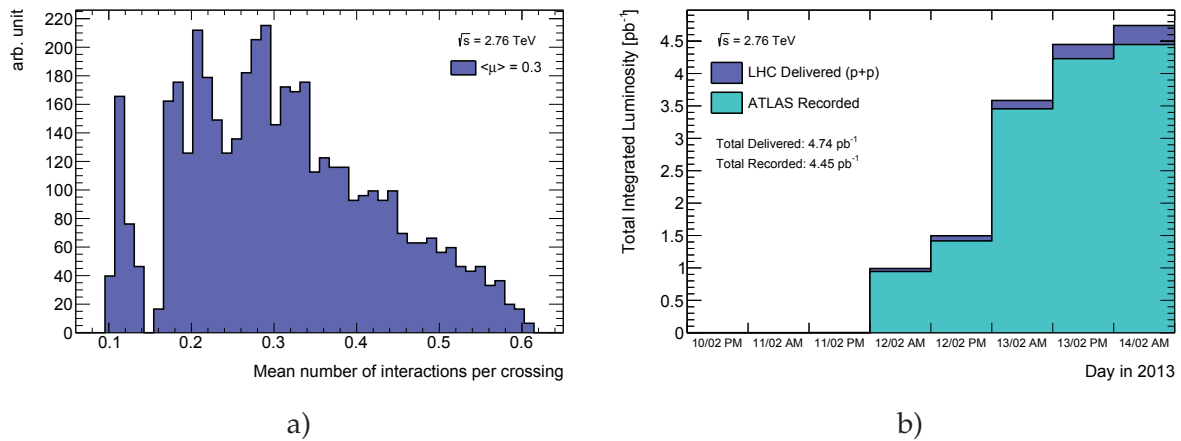 arb. unit
220
200
180
160
140
120
100
80
60
40
20
0
√s = 2.76 TeV
<μ> = 0.3
0.1 0.2 0.3 0.4 0.5 0.6
Mean number of interactions per crossing
a)
Total Integrated Luminosity [pb⁻¹]
4.5
4
3.5
3
2.5
2
1.5
1
0.5
0
√s = 2.76 TeV
LHC Delivered (p+p)
ATLAS Recorded
Total Delivered: 4.74 pb⁻¹
Total Recorded: 4.45 pb⁻¹
10/02 PM 11/02 AM 11/02 PM 12/02 AM 12/02 PM 13/02 AM 13/02 PM 14/02 AM
Day in 2013
b)